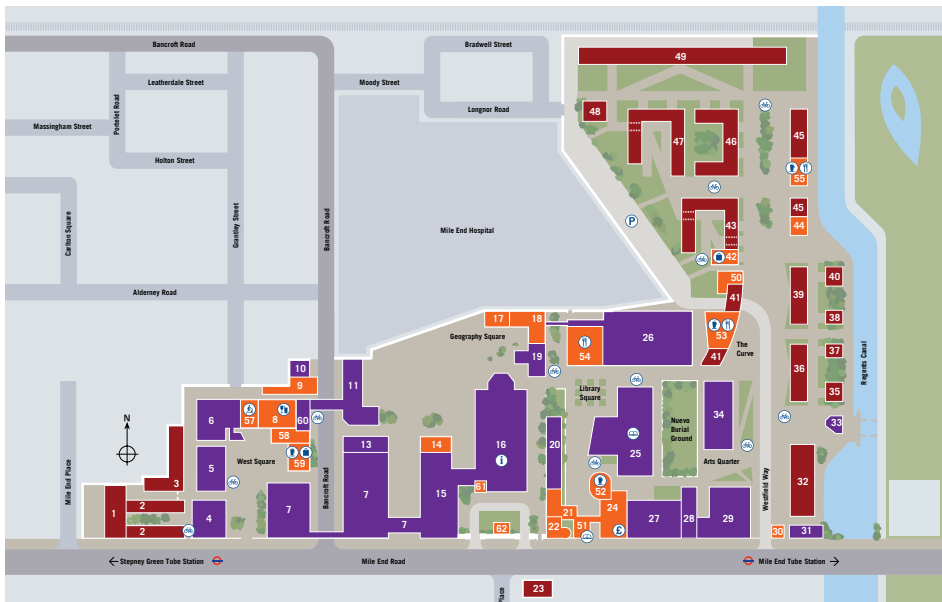 Bancroft Road
Bradwell Street
Leatherdale Street
Moody Street
Portelet Road
Longnor Road
Massingham Street
Holton Street
Carlton Square
Grantley Street
Bancroft Road
Mile End Hospital
Alderney Road
49
48
47
46
45
55
P
43
45
44
42
50
41
39
40
38
17
18
Geography Square
26
53
41
The Curve
54
19
37
36
35
Regents Canal
10
9
11
Library Square
6
57
8
60
58
59
West Square
5
13
14
16
i
20
25
Nuevo Burial Ground
34
33
Arts Quarter
N
3
1
2
2
4
7
7
15
61
52
24
32
Mile End Place
Bancroft Road
7
62
21
22
51
£
27
28
29
Westfield Way
30
31
Stepney Green Tube Station
Mile End Road
Mile End Tube Station
Place
23